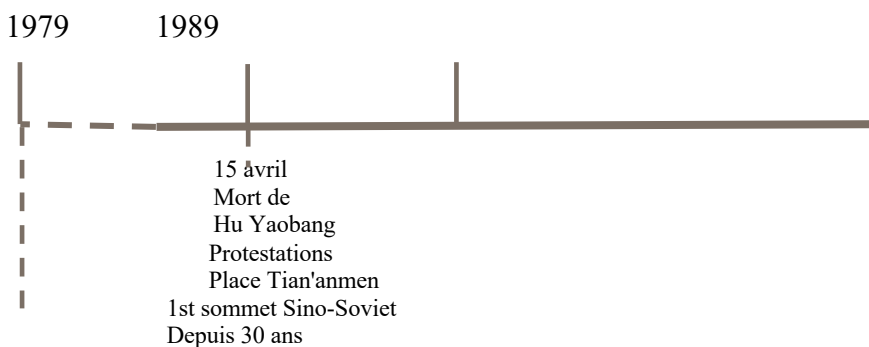 1979 1989
15 avril
Mort de
Hu Yaobang
Protestations
Place Tian'anmen
1st sommet Sino-Soviet
Depuis 30 ans